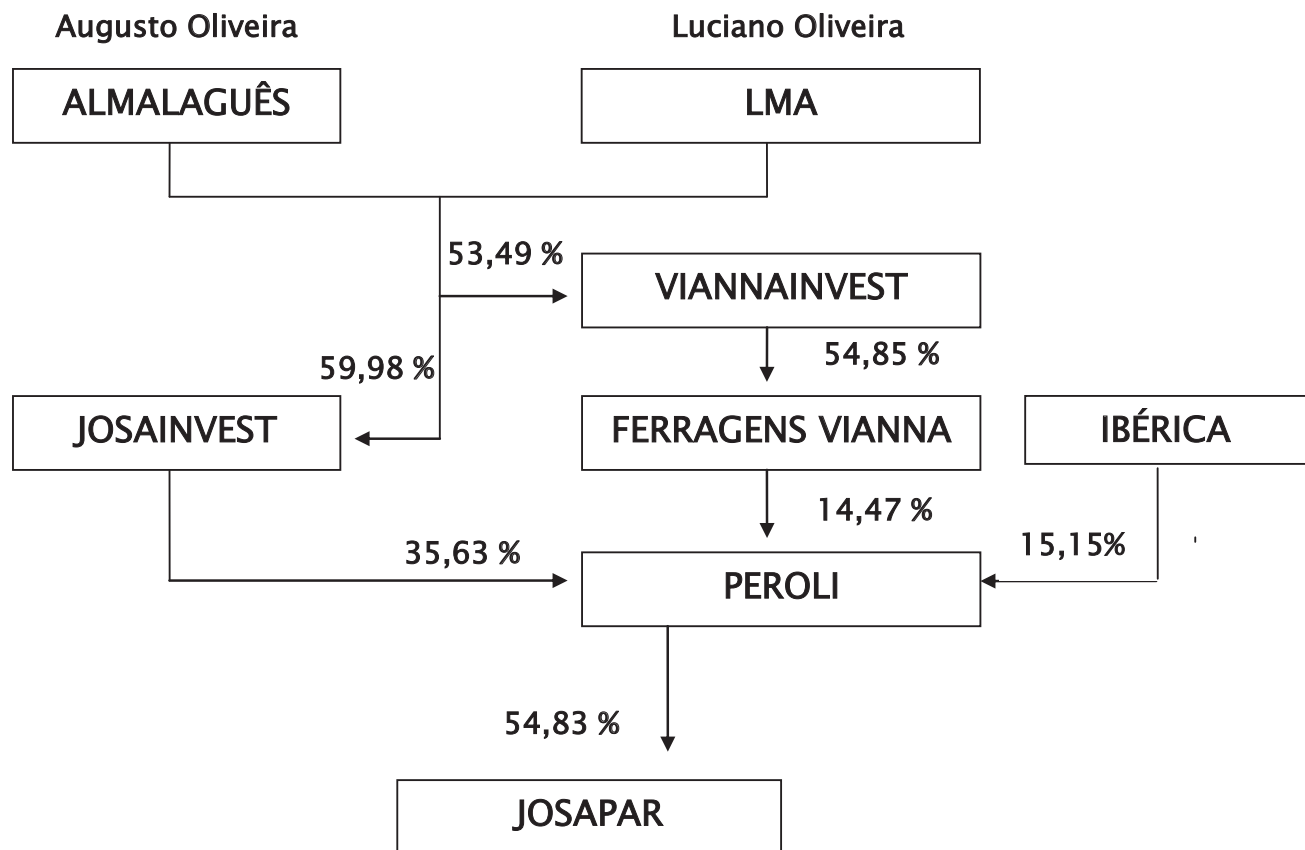 Augusto Oliveira
Luciano Oliveira
ALMALAGUÊS
LMA
53,49 %
VIANNAINVEST
54,85 %
59,98 %
JOSAINVEST
FERRAGENS VIANNA
IBÉRICA
14,47 %
35,63 %
15,15%
PEROLI
54,83 %
JOSAPAR